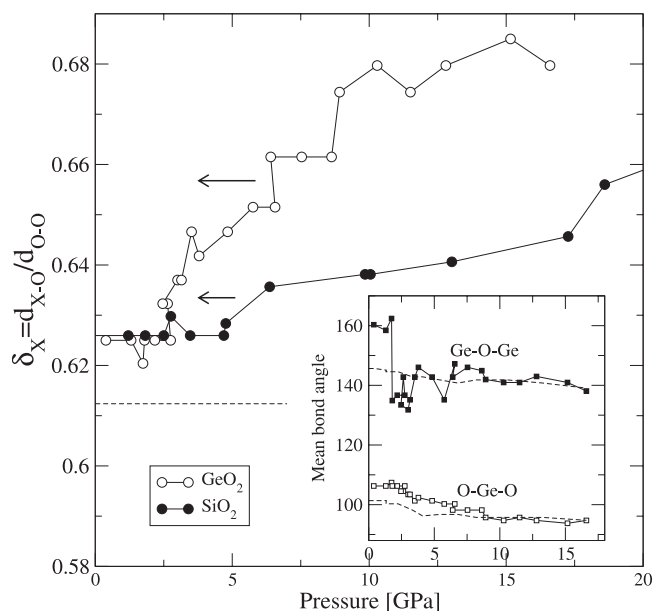 0.68
0.66
0.64
0.62
0.6
0.58
δX=dX-O/dO-O
0 5 10 15 20
Pressure [GPa]
GeO2
SiO2
160
140
120
100
Mean bond angle
Ge-O-Ge
O-Ge-O
0 5 10 15